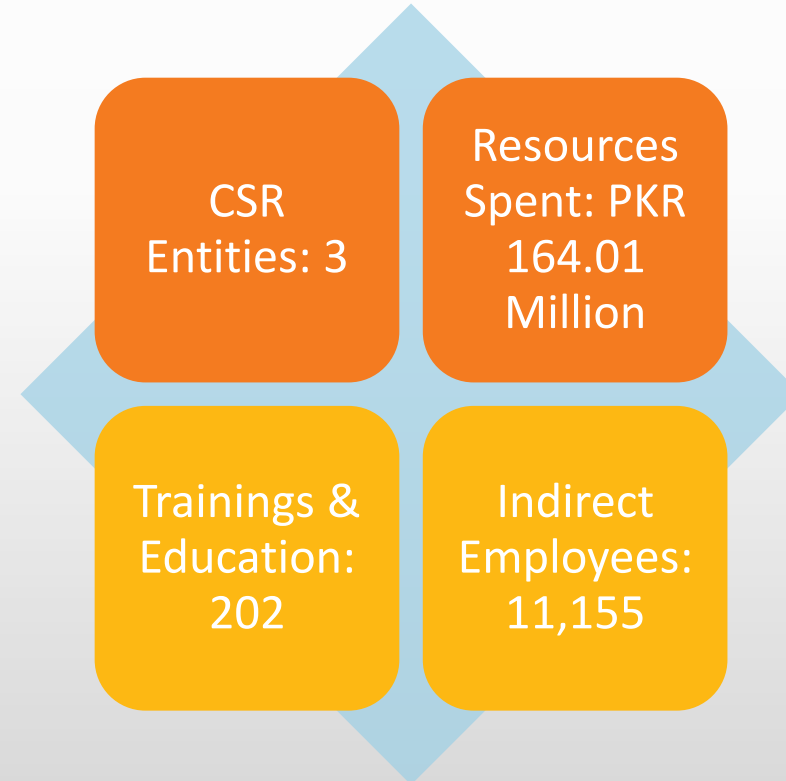 CSR
Entities: 3
Resources
Spent: PKR
164.01
Million
Trainings &
Education:
202
Indirect
Employees:
11,155